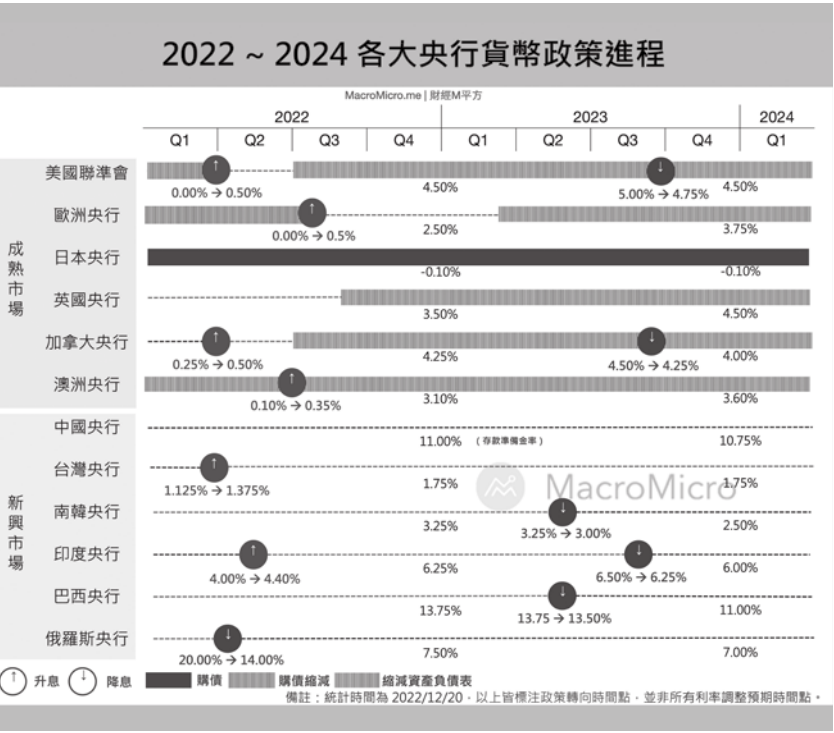 2022 ~ 2024 各大央行貨幣政策進程
MacroMicro.me | 財經M平方
2022 2023 2024
Q1 Q2 Q3 Q4 Q1 Q2 Q3 Q4 Q1
成熟市場
美國聯準會
↑ ↓
0.00% → 0.50% 4.50% 5.00% → 4.75% 4.50%
歐洲央行
↑
0.00% → 0.5% 2.50% 3.75%
日本央行
-0.10% -0.10%
英國央行
3.50% 4.50%
加拿大央行
↑ ↓
0.25% → 0.50% 4.25% 4.50% → 4.25% 4.00%
澳洲央行
↑
0.10% → 0.35% 3.10% 3.60%
新興市場
中國央行
11.00% (存款準備金率) 10.75%
台灣央行
↑
1.125% → 1.375% 1.75% 1.75%
MacroMicro
南韓央行
↓
3.25% 3.25% → 3.00% 2.50%
印度央行
↑ ↓
4.00% → 4.40% 6.25% 6.50% → 6.25% 6.00%
巴西央行
↓
13.75% 13.75 → 13.50% 11.00%
俄羅斯央行
↓
20.00% → 14.00% 7.50% 7.00%
↑ 升息 ↓ 降息 購債 購債縮減 縮減資產負債表
備註:統計時間為 2022/12/20,以上皆標注政策轉向時間點,並非所有利率調整預期時間點。